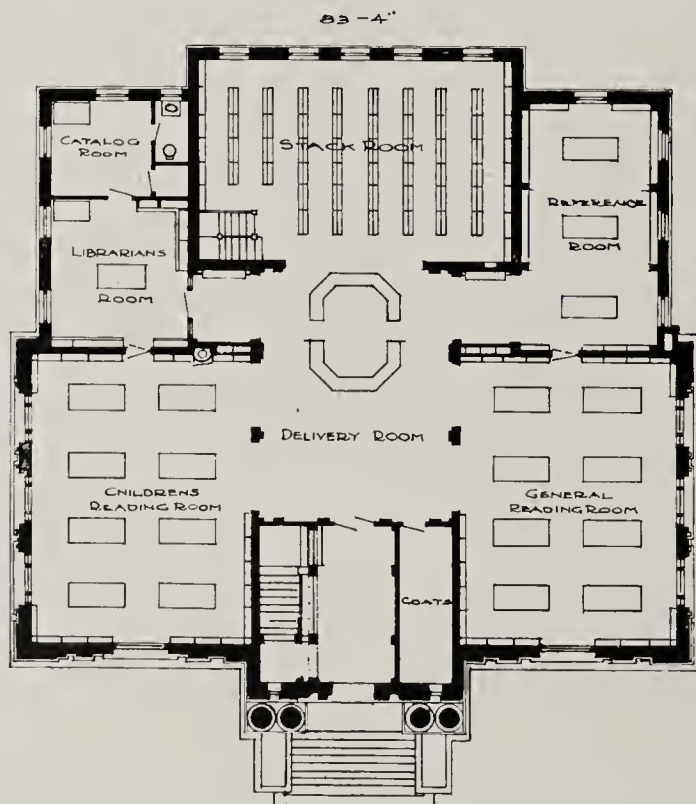 83-4"
CATALOG
ROOM
STACK ROOM
REFERENCE
ROOM
LIBRARIANS
ROOM
DELIVERY ROOM
CHILDRENS
READING ROOM
GENERAL
READING ROOM
COATS